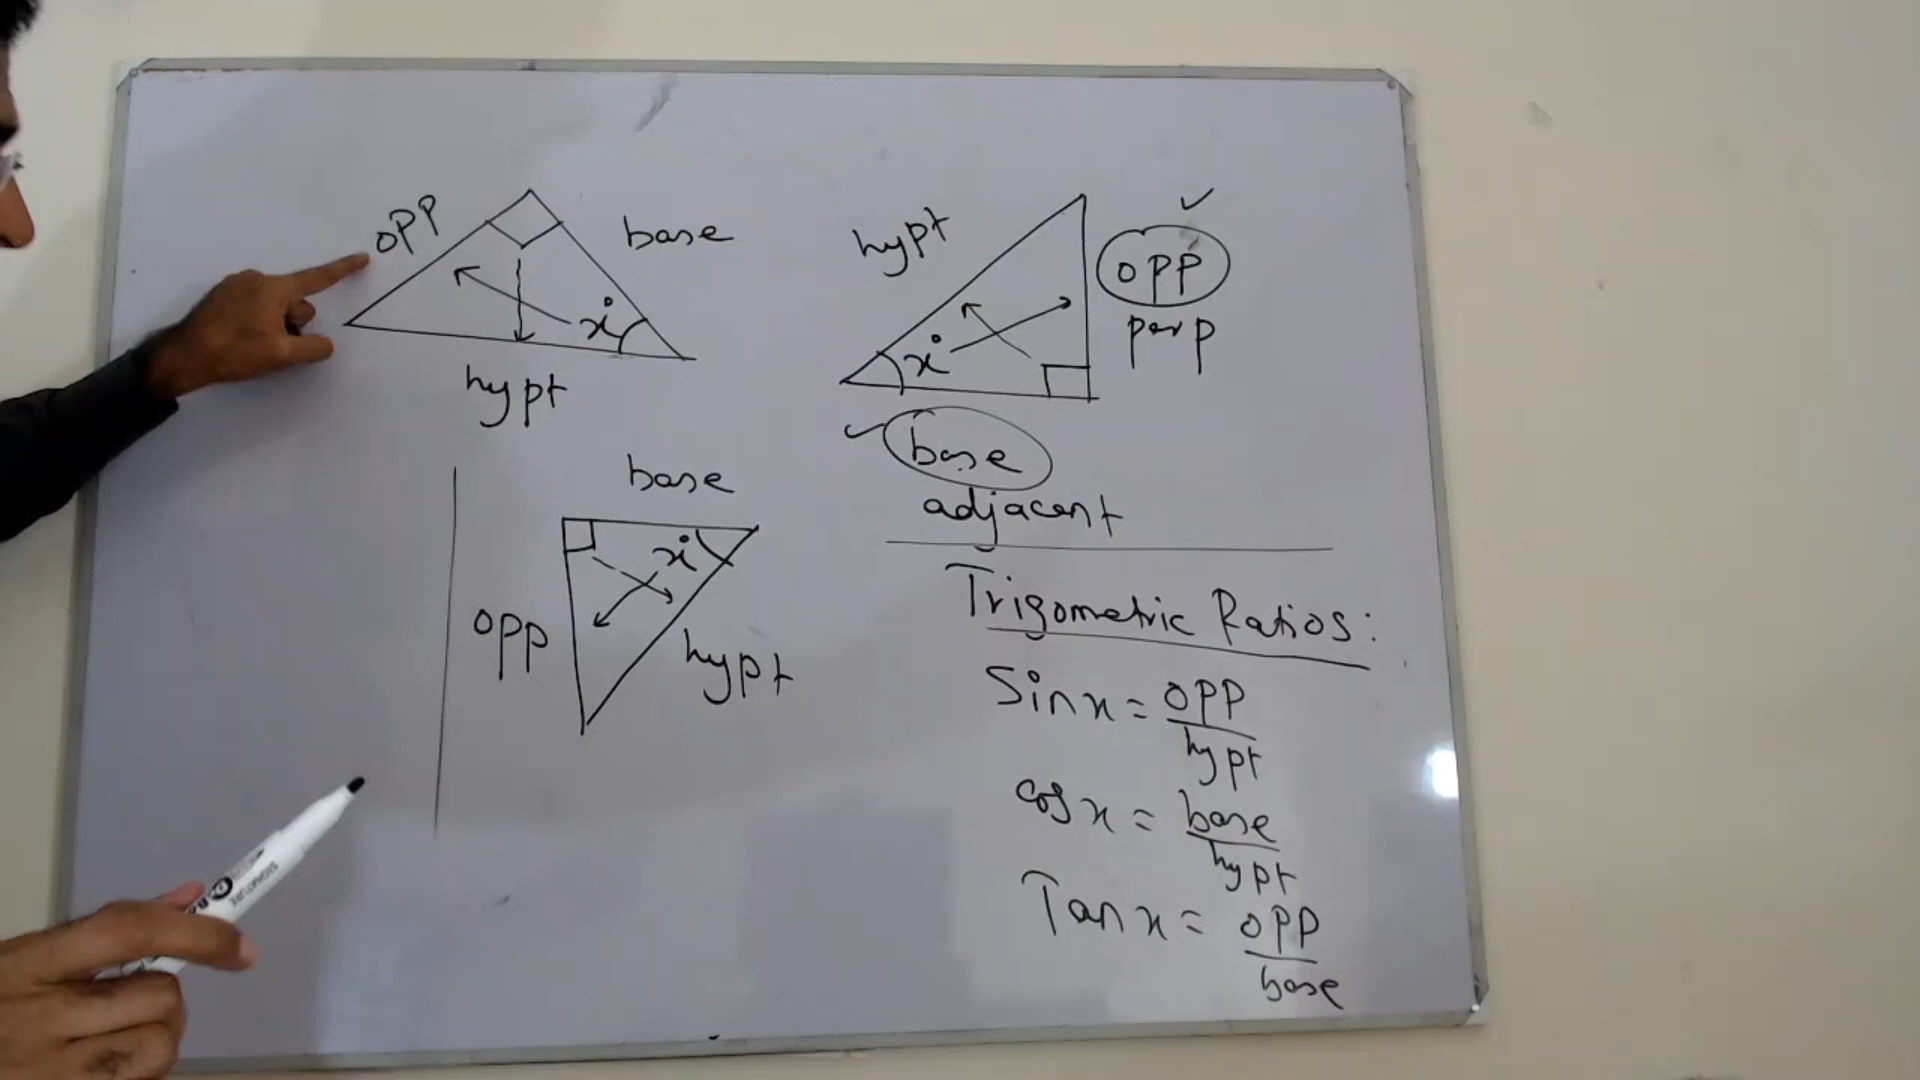 opp
base
x°
hypt
hypt
opp
perp
x°
base
adjacent
base
x°
opp
hypt
Trigometric Ratios:
Sin x = opp
hypt
Cos x = base
hypt
Tan x = opp
base
SIGNATURE